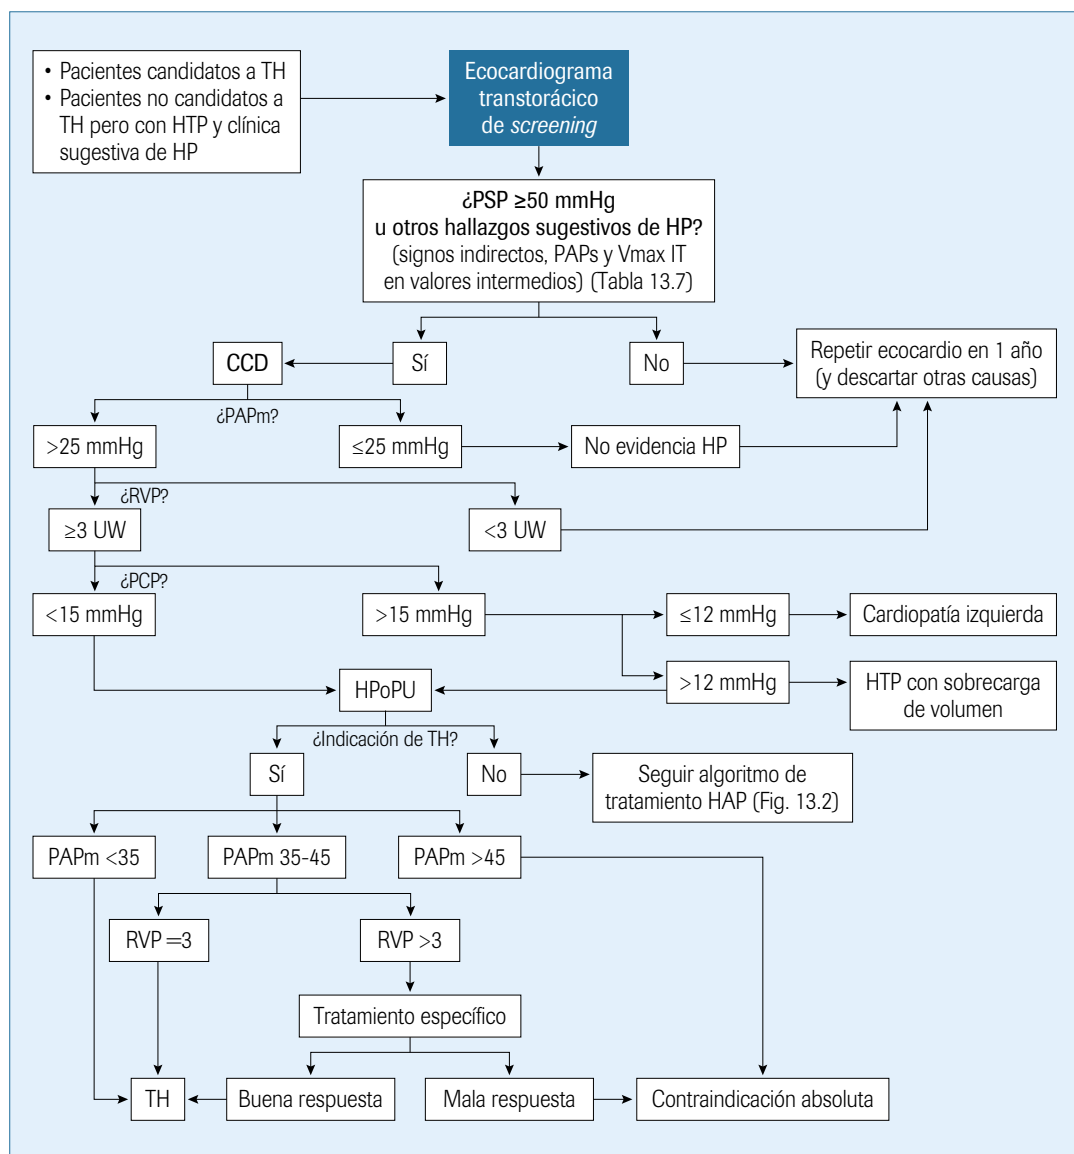 • Pacientes candidatos a TH
• Pacientes no candidatos a
TH pero con HTP y clínica
sugestiva de HP
Ecocardiograma
transtorácico
de screening
¿PSP ≥50 mmHg
u otros hallazgos sugestivos de HP?
(signos indirectos, PAPs y Vmax IT
en valores intermedios) (Tabla 13.7)
CCD
Sí
No
Repetir ecocardio en 1 año
(y descartar otras causas)
¿PAPm?
>25 mmHg
≤25 mmHg
No evidencia HP
¿RVP?
≥3 UW
<3 UW
¿PCP?
<15 mmHg
>15 mmHg
≤12 mmHg
Cardiopatía izquierda
HPoPU
>12 mmHg
HTP con sobrecarga
de volumen
¿Indicación de TH?
Sí
No
Seguir algoritmo de
tratamiento HAP (Fig. 13.2)
PAPm <35
PAPm 35-45
PAPm >45
RVP =3
RVP >3
Tratamiento específico
TH
Buena respuesta
Mala respuesta
Contraindicación absoluta